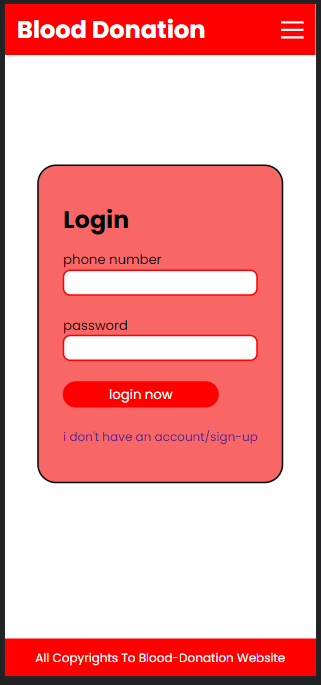 Blood Donation
Login
phone number
password
login now
i don't have an account/sign-up
All Copyrights To Blood-Donation Website